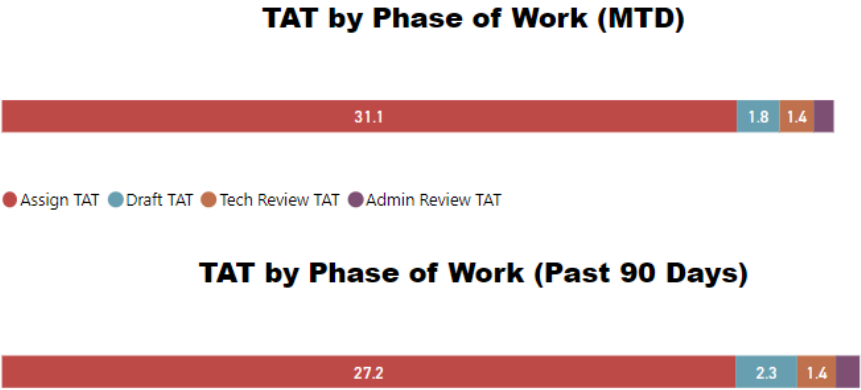 TAT by Phase of Work (MTD)
31.1 1.8 1.4
Assign TAT Draft TAT Tech Review TAT Admin Review TAT
TAT by Phase of Work (Past 90 Days)
27.2 2.3 1.4